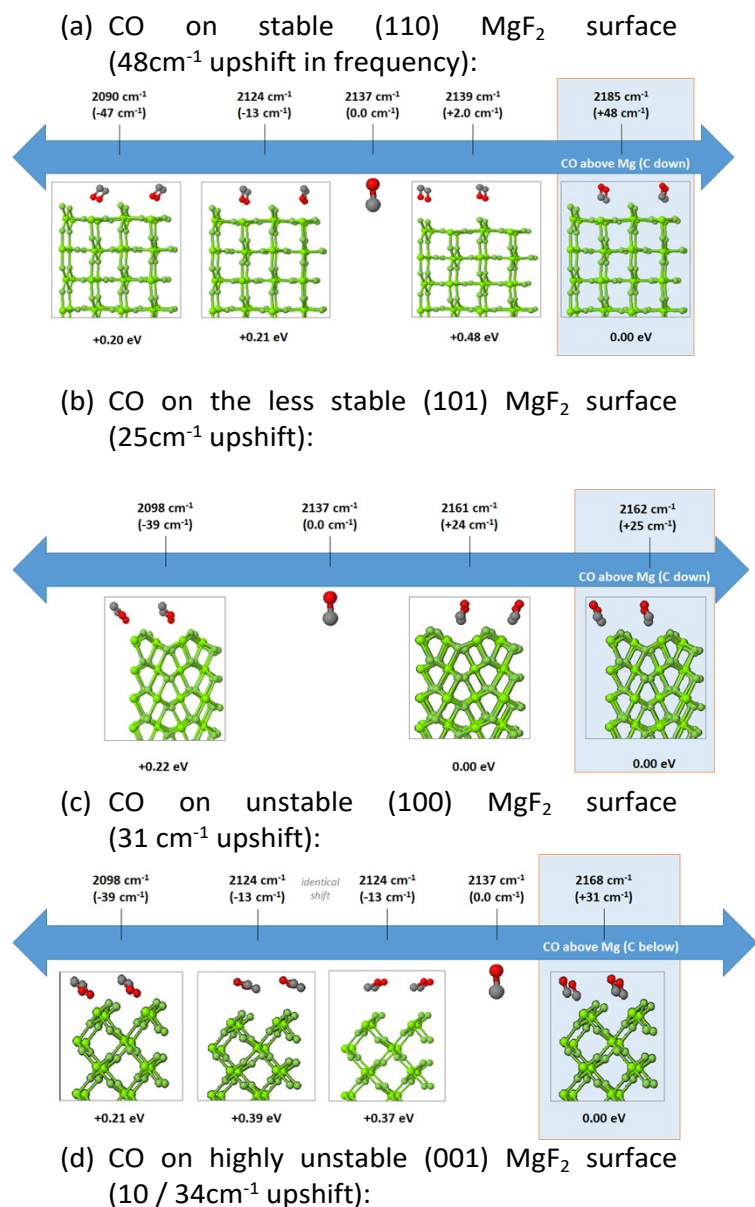 (a) CO on stable (110) MgF₂ surface
(48cm⁻¹ upshift in frequency):
2090 cm⁻¹ 2124 cm⁻¹ 2137 cm⁻¹ 2139 cm⁻¹ 2185 cm⁻¹
(-47 cm⁻¹) (-13 cm⁻¹) (0.0 cm⁻¹) (+2.0 cm⁻¹) (+48 cm⁻¹)
CO above Mg (C down)
+0.20 eV +0.21 eV +0.48 eV 0.00 eV
(b) CO on the less stable (101) MgF₂ surface
(25cm⁻¹ upshift):
2098 cm⁻¹ 2137 cm⁻¹ 2161 cm⁻¹ 2162 cm⁻¹
(-39 cm⁻¹) (0.0 cm⁻¹) (+24 cm⁻¹) (+25 cm⁻¹)
CO above Mg (C down)
+0.22 eV 0.00 eV 0.00 eV
(c) CO on unstable (100) MgF₂ surface
(31 cm⁻¹ upshift):
2098 cm⁻¹ 2124 cm⁻¹ identical 2124 cm⁻¹ 2137 cm⁻¹ 2168 cm⁻¹
(-39 cm⁻¹) (-13 cm⁻¹) shift (-13 cm⁻¹) (0.0 cm⁻¹) (+31 cm⁻¹)
CO above Mg (C below)
+0.21 eV +0.39 eV +0.37 eV 0.00 eV
(d) CO on highly unstable (001) MgF₂ surface
(10 / 34cm⁻¹ upshift):